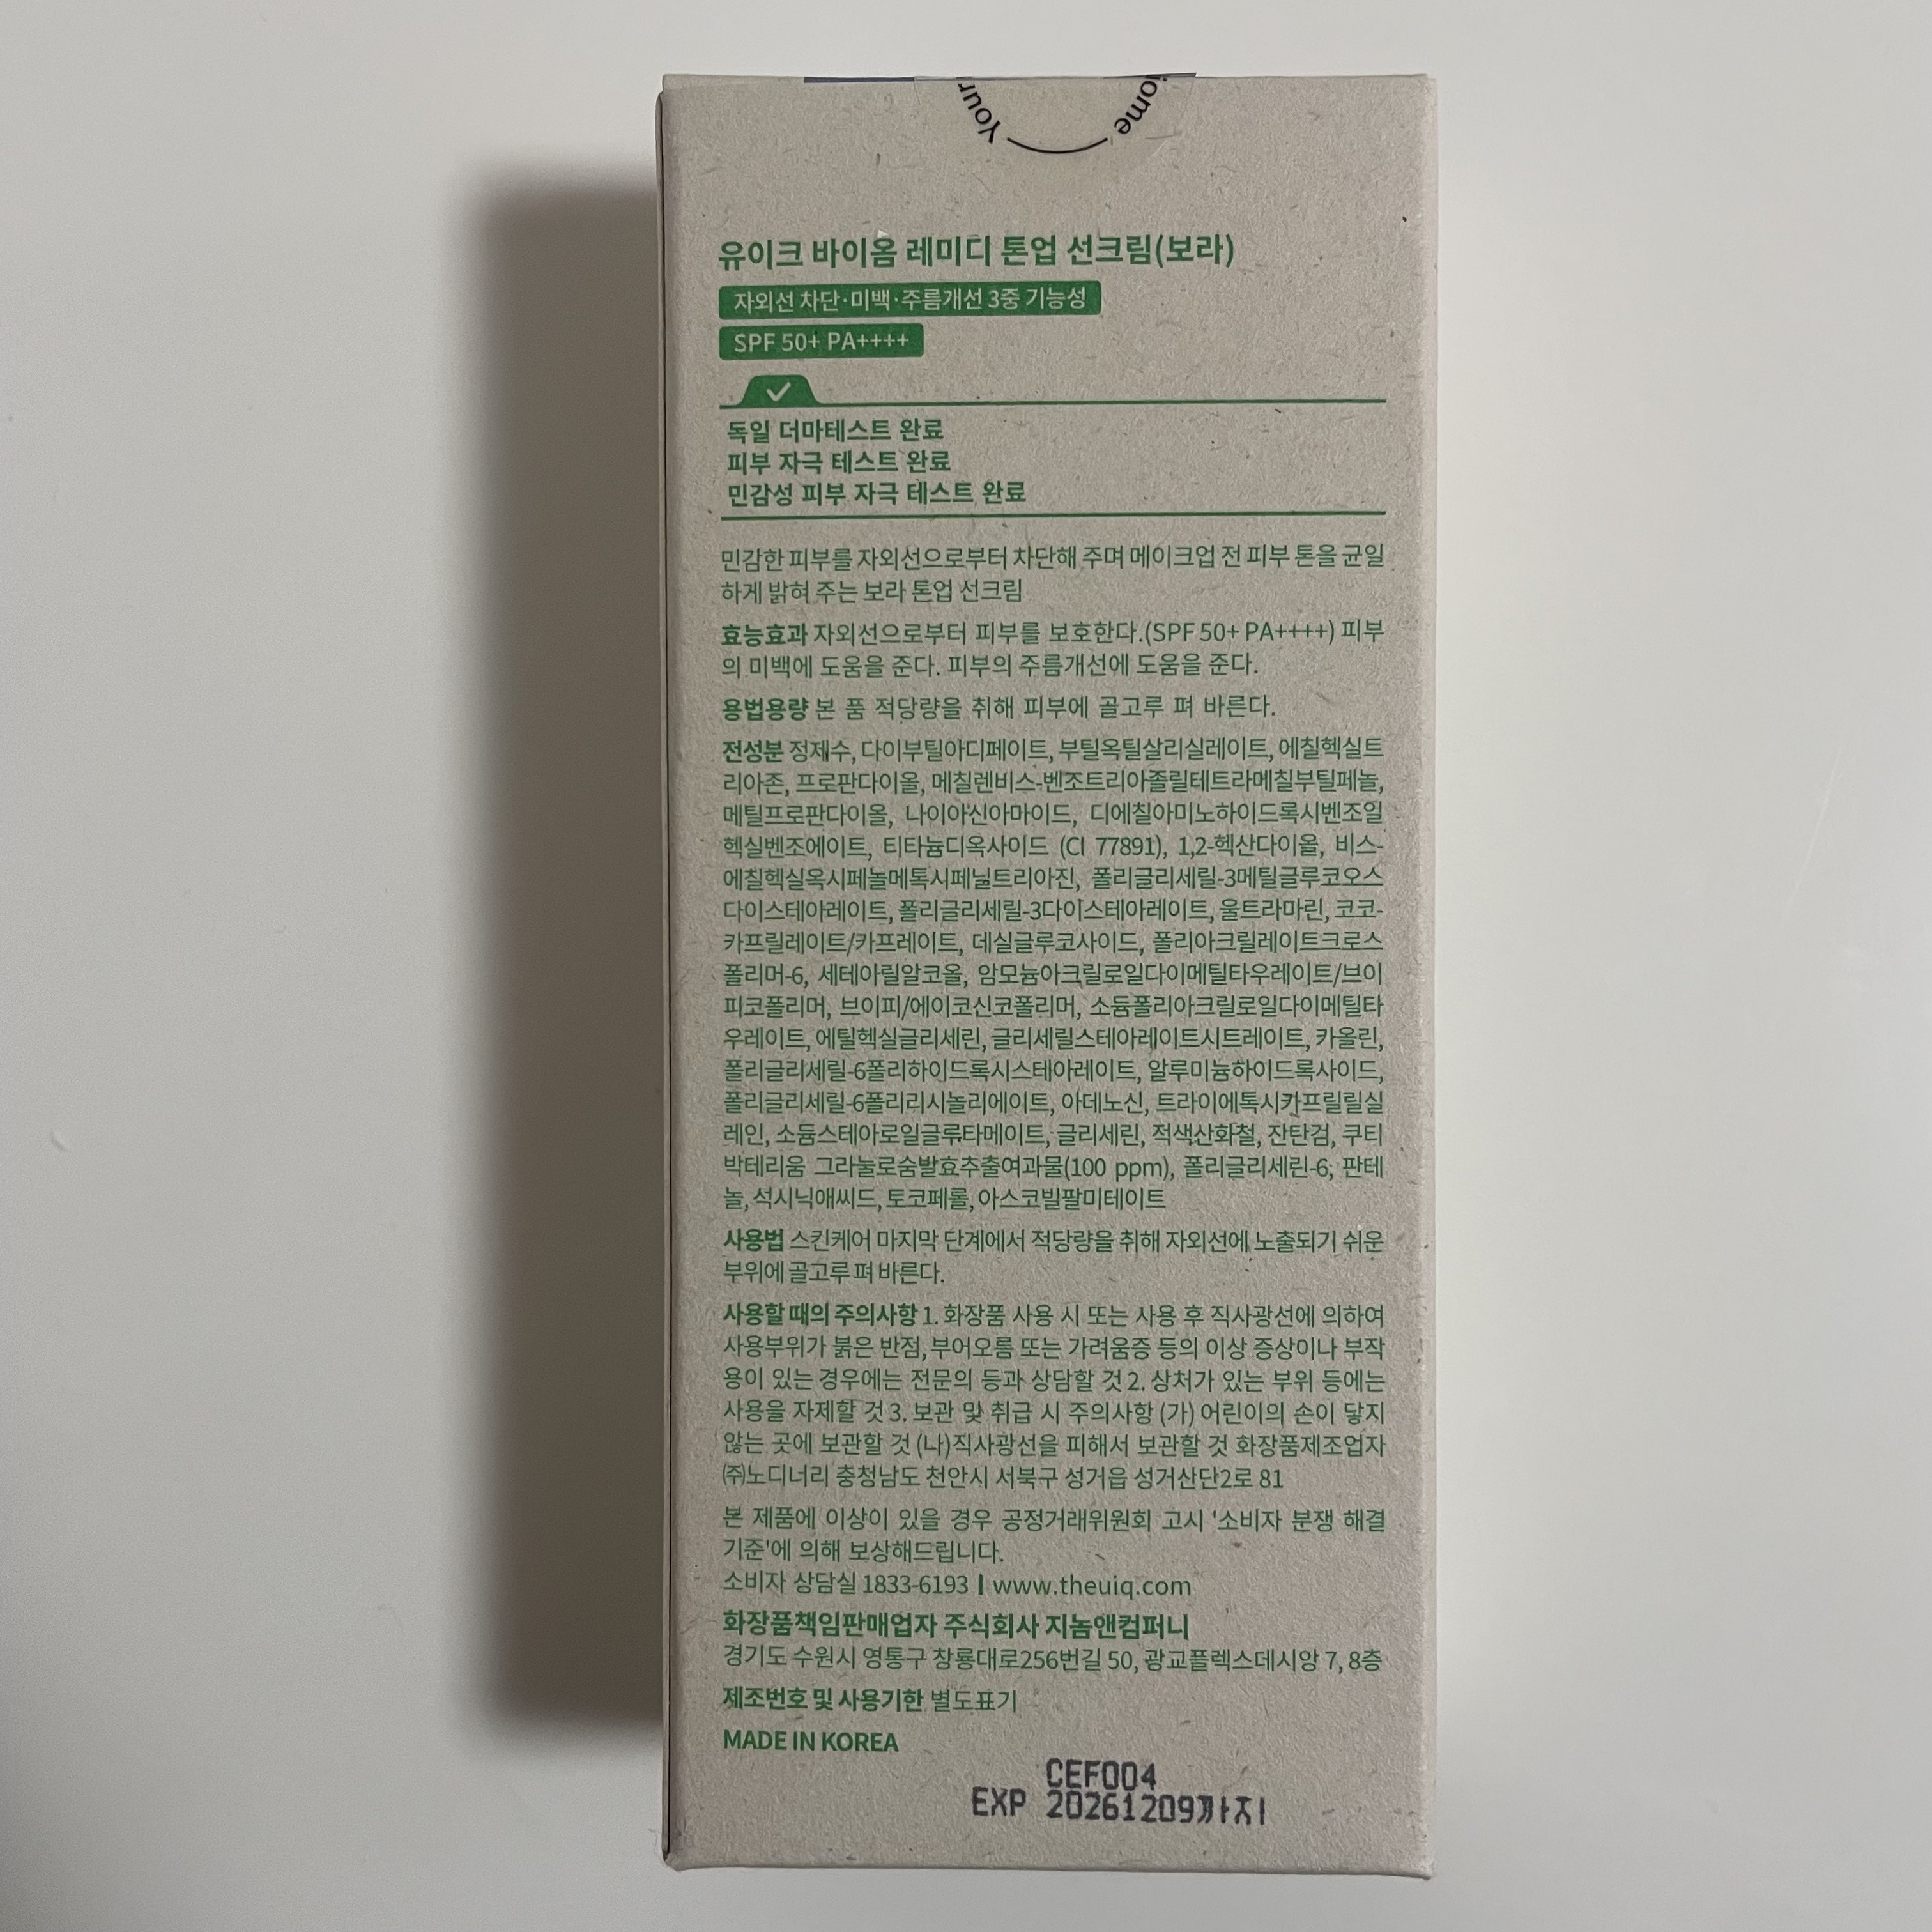 Your
iome
유이크 바이옴 레미디 톤업 선크림(보라)
자외선 차단·미백·주름개선 3중 기능성
SPF 50+ PA++++
독일 더마테스트 완료
피부 자극 테스트 완료
민감성 피부 자극 테스트 완료
민감한 피부를 자외선으로부터 차단해 주며 메이크업 전 피부 톤을 균일
하게 밝혀 주는 보라 톤업 선크림
효능효과 자외선으로부터 피부를 보호한다.(SPF 50+ PA++++) 피부
의 미백에 도움을 준다. 피부의 주름개선에 도움을 준다.
용법용량 본 품 적당량을 취해 피부에 골고루 펴 바른다.
전성분 정제수, 다이부틸아디페이트, 부틸옥틸살리실레이트, 에칠헥실트
리아존, 프로판다이올, 메칠렌비스-벤조트리아졸릴테트라메칠부틸페놀,
메틸프로판다이올, 나이아신아마이드, 디에칠아미노하이드록시벤조일
헥실벤조에이트, 티타늄디옥사이드 (CI 77891), 1,2-헥산다이올, 비스-
에칠헥실옥시페놀메톡시페닐트리아진, 폴리글리세릴-3메틸글루코오스
다이스테아레이트, 폴리글리세릴-3다이스테아레이트, 울트라마린, 코코-
카프릴레이트/카프레이트, 데실글루코사이드, 폴리아크릴레이트크로스
폴리머-6, 세테아릴알코올, 암모늄아크릴로일다이메틸타우레이트/브이
피코폴리머, 브이피/에이코신코폴리머, 소듐폴리아크릴로일다이메틸타
우레이트, 에틸헥실글리세린, 글리세릴스테아레이트시트레이트, 카올린,
폴리글리세릴-6폴리하이드록시스테아레이트, 알루미늄하이드록사이드,
폴리글리세릴-6폴리리시놀리에이트, 아데노신, 트라이에톡시카프릴릴실
레인, 소듐스테아로일글루타메이트, 글리세린, 적색산화철, 잔탄검, 쿠티
박테리움 그라눌로숨발효추출여과물(100 ppm), 폴리글리세린-6, 판테
놀, 석시닉애씨드, 토코페롤, 아스코빌팔미테이트
사용법 스킨케어 마지막 단계에서 적당량을 취해 자외선에 노출되기 쉬운
부위에 골고루 펴 바른다.
사용할 때의 주의사항 1. 화장품 사용 시 또는 사용 후 직사광선에 의하여
사용부위가 붉은 반점, 부어오름 또는 가려움증 등의 이상 증상이나 부작
용이 있는 경우에는 전문의 등과 상담할 것 2. 상처가 있는 부위 등에는
사용을 자제할 것 3. 보관 및 취급 시 주의사항 (가) 어린이의 손이 닿지
않는 곳에 보관할 것 (나)직사광선을 피해서 보관할 것 화장품제조업자
㈜노디너리 충청남도 천안시 서북구 성거읍 성거산단2로 81
본 제품에 이상이 있을 경우 공정거래위원회 고시 '소비자 분쟁 해결
기준'에 의해 보상해드립니다.
소비자 상담실 1833-6193 | www.theuiq.com
화장품책임판매업자 주식회사 지놈앤컴퍼니
경기도 수원시 영통구 창룡대로256번길 50, 광교플렉스데시앙 7, 8층
제조번호 및 사용기한 별도표기
MADE IN KOREA
CEF004
EXP 20261209까지